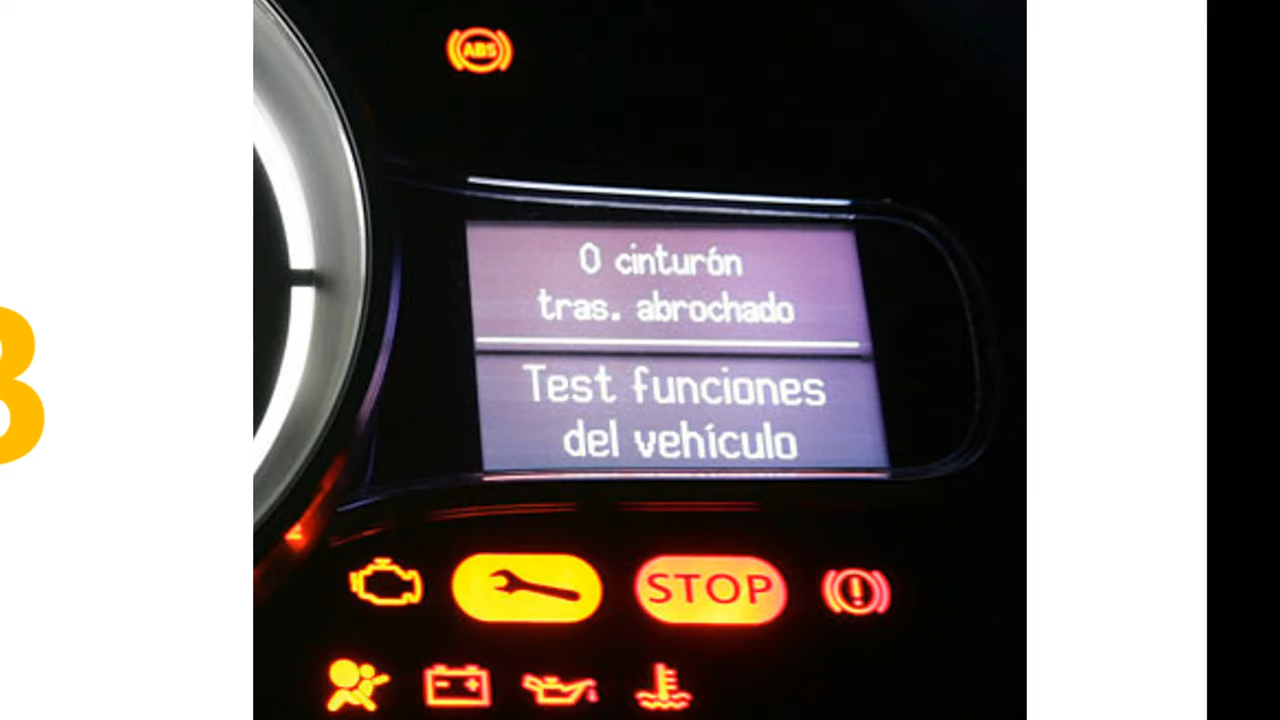 ABS
0 cinturón
tras. abrochado
Test funciones
del vehículo
STOP